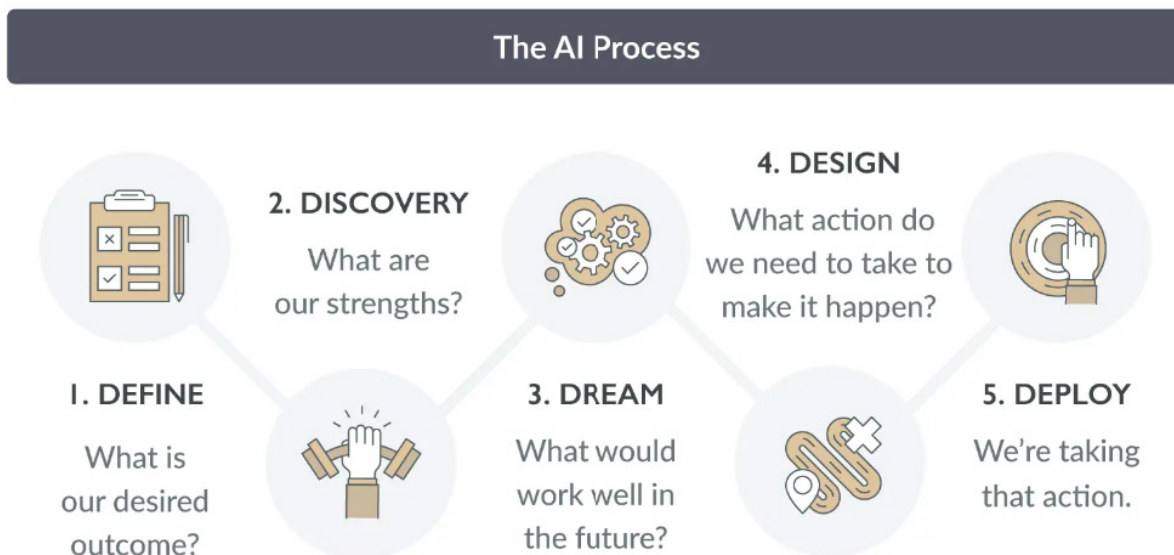 The AI Process
1. DEFINE
What is
our desired
outcome?
2. DISCOVERY
What are
our strengths?
3. DREAM
What would
work well in
the future?
4. DESIGN
What action do
we need to take to
make it happen?
5. DEPLOY
We’re taking
that action.